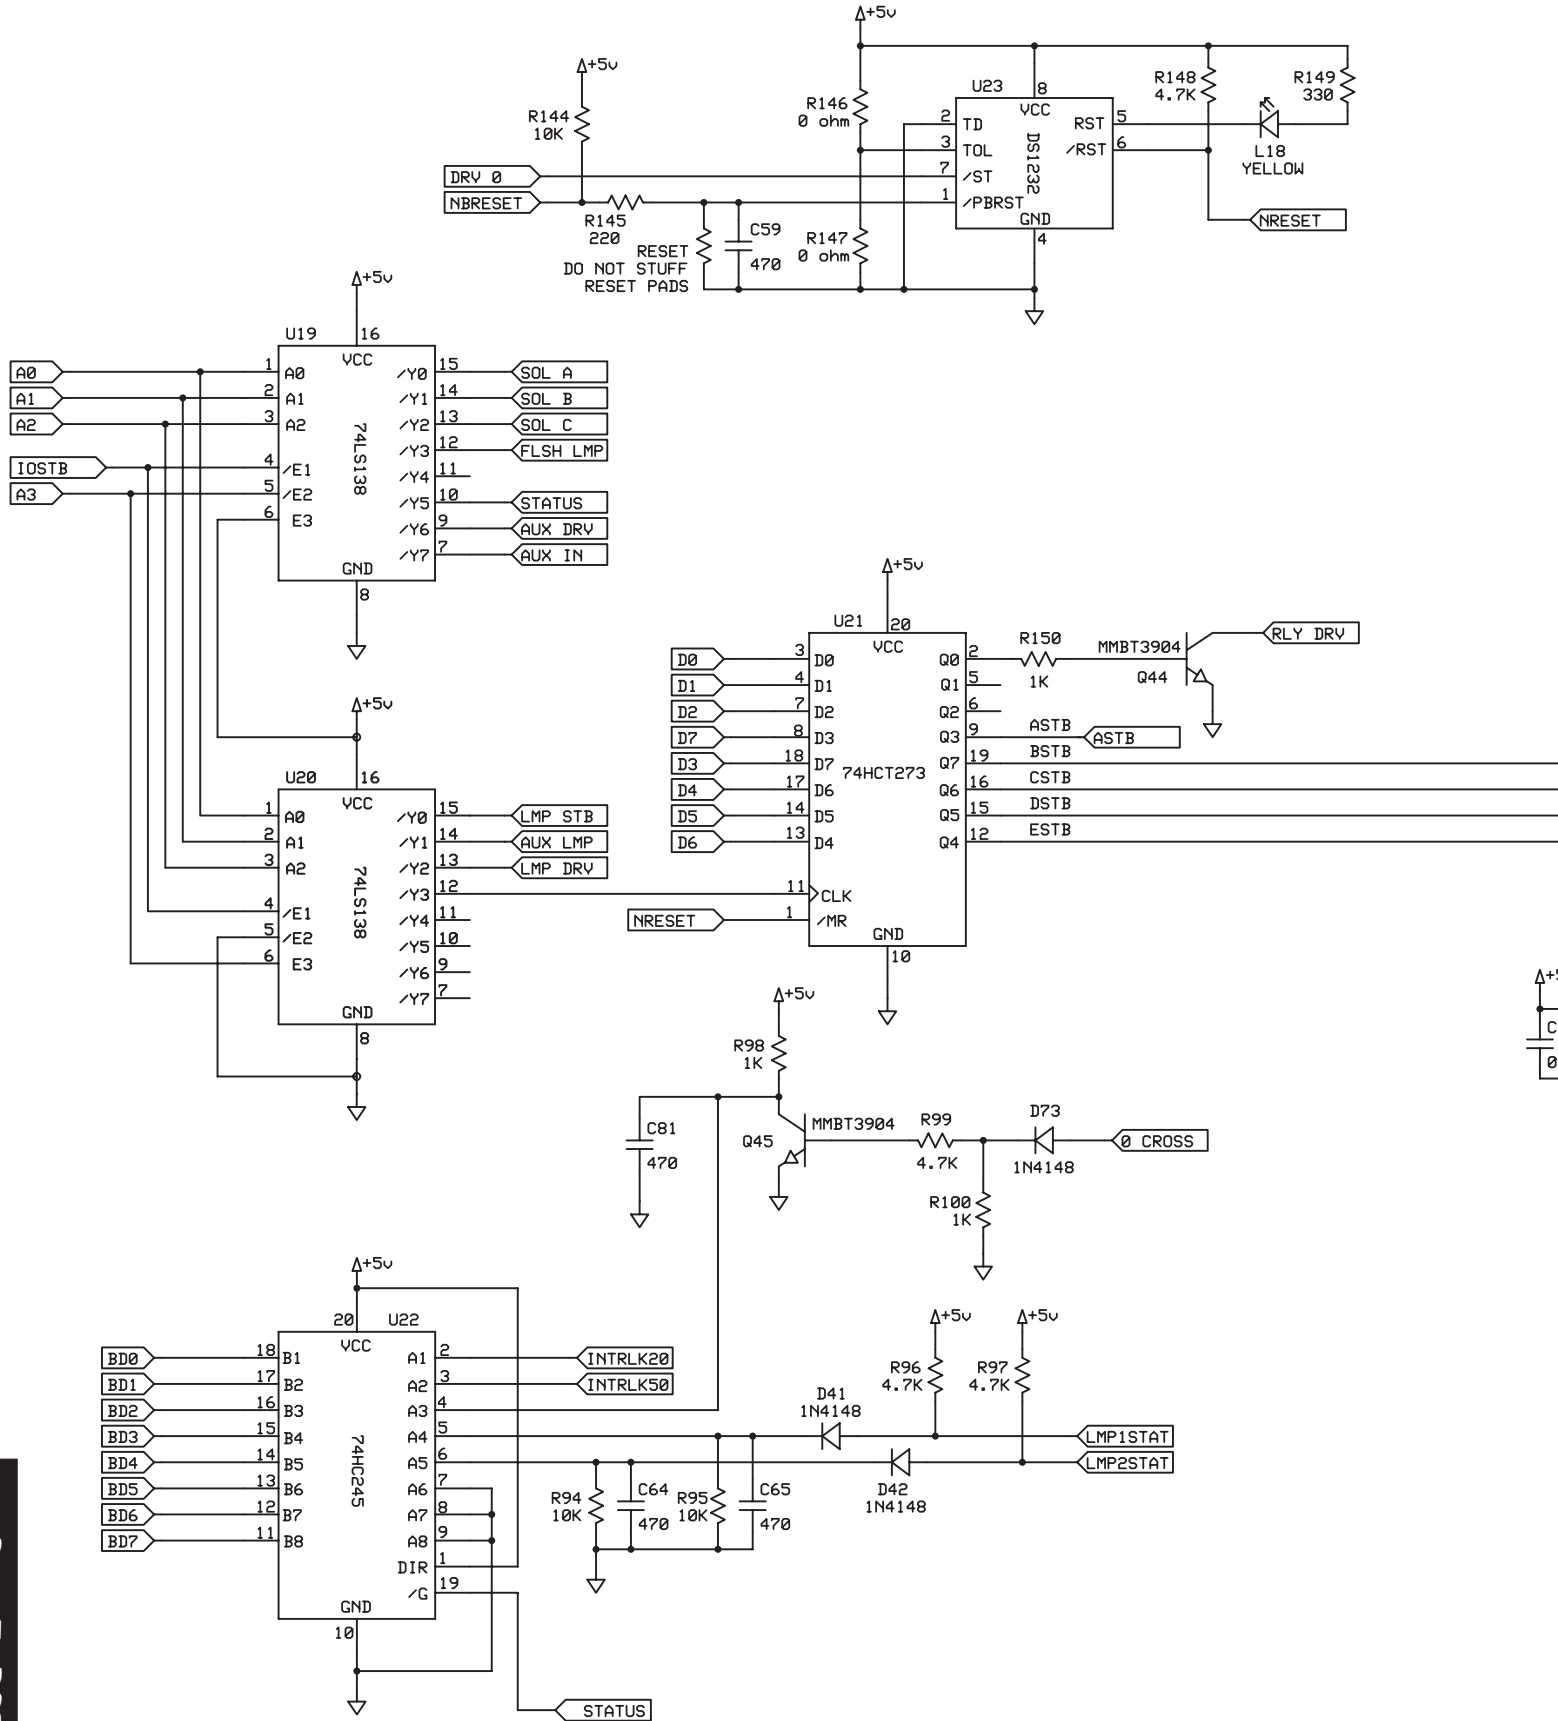 +5v
+5v
R144
10K
R146
0 ohm
U23
8
VCC
2 TD
3 TOL
7 /ST
1 /PBRST
DS1232
RST 5
/RST 6
GND
4
R148
4.7K
R149
330
L18
YELLOW
DRV 0
NBRESET
R145
220
RESET
DO NOT STUFF
RESET PADS
C59
470
R147
0 ohm
NRESET
+5v
U19
16
VCC
A0
A1
A2
IOSTB
A3
1 A0
2 A1
3 A2
4 /E1
5 /E2
6 E3
74LS138
/Y0 15 SOL A
/Y1 14 SOL B
/Y2 13 SOL C
/Y3 12 FLSH LMP
/Y4 11
/Y5 10 STATUS
/Y6 9 AUX DRV
/Y7 7 AUX IN
GND
8
+5v
U20
16
VCC
1 A0
2 A1
3 A2
4 /E1
5 /E2
6 E3
74LS138
/Y0 15 LMP STB
/Y1 14 AUX LMP
/Y2 13 LMP DRV
/Y3 12
/Y4 11
/Y5 10
/Y6 9
/Y7 7
GND
8
+5v
U21
20
VCC
D0 3 D0
D1 4 D1
D2 7 D2
D7 8 D3
D3 18 D7
D4 17 D6
D5 14 D5
D6 13 D4
11 CLK
NRESET 1 /MR
74HCT273
Q0 2
Q1 5
Q2 6
Q3 9 ASTB ASTB
Q7 19 BSTB
Q6 16 CSTB
Q5 15 DSTB
Q4 12 ESTB
GND
10
R150
1K
MMBT3904
Q44
RLY DRV
+5v
R98
1K
C81
470
Q45
MMBT3904
R99
4.7K
D73
1N4148
0 CROSS
R100
1K
+5v
20
U22
VCC
BD0 18 B1
BD1 17 B2
BD2 16 B3
BD3 15 B4
BD4 14 B5
BD5 13 B6
BD6 12 B7
BD7 11 B8
74HC245
A1 2 INTRLK20
A2 3 INTRLK50
A3 4
A4 5
A5 6
A6 7
A7 8
A8 9
DIR 1
/G 19
GND
10
STATUS
+5v
+5v
R96
4.7K
R97
4.7K
D41
1N4148
D42
1N4148
LMP1STAT
LMP2STAT
R94
10K
C64
470
R95
10K
C65
470